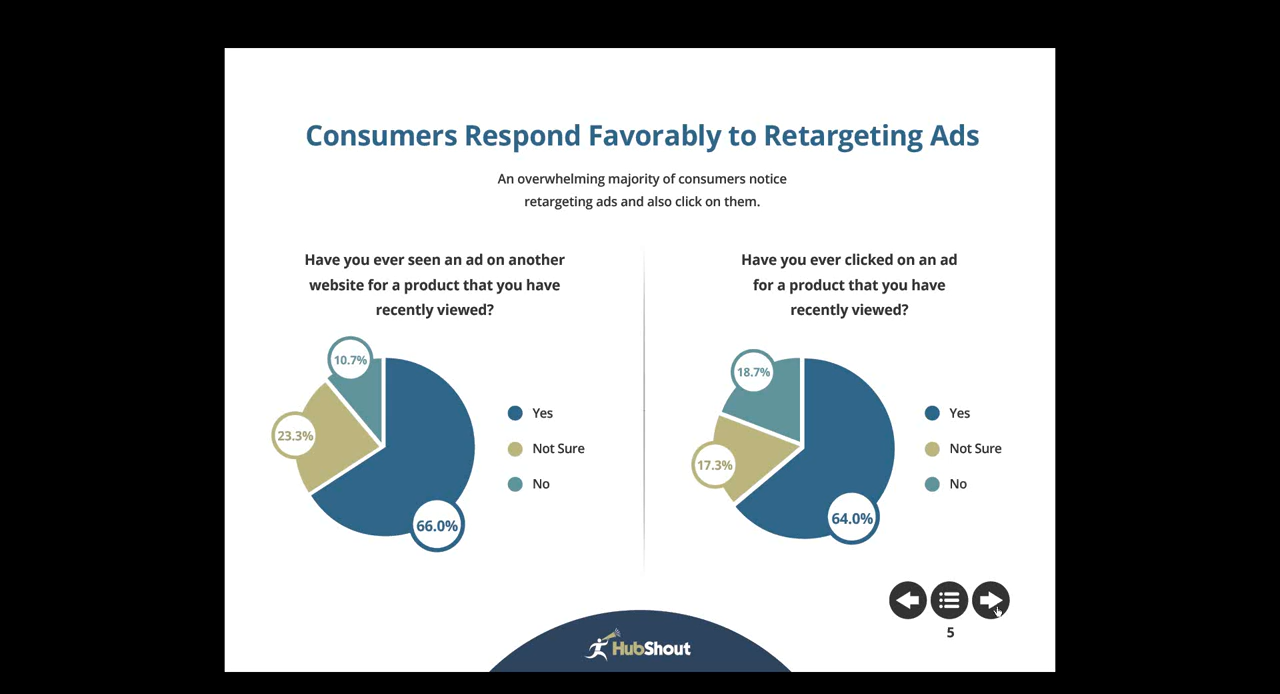 Consumers Respond Favorably to Retargeting Ads
An overwhelming majority of consumers notice
retargeting ads and also click on them.
Have you ever seen an ad on another
website for a product that you have
recently viewed?
10.7%
23.3%
66.0%
Yes
Not Sure
No
Have you ever clicked on an ad
for a product that you have
recently viewed?
18.7%
17.3%
64.0%
Yes
Not Sure
No
5
HubShout